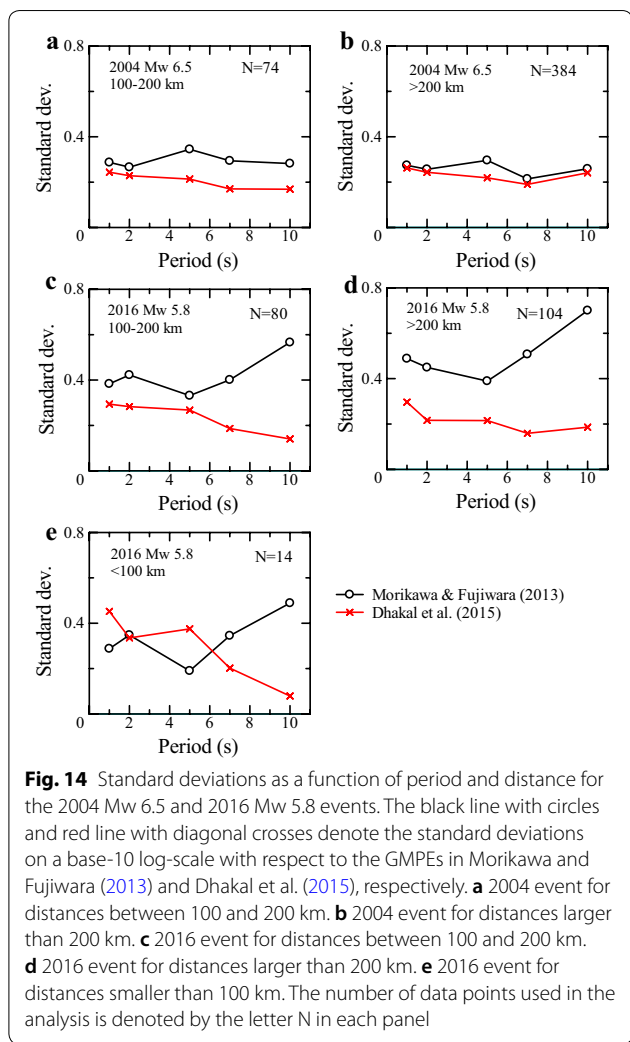 a
b
0.8
0.4
0
Standard dev.
2004 Mw 6.5
100-200 km
N=74
2 4 6 8 10
Period (s)
0.8
0.4
0
Standard dev.
2004 Mw 6.5
>200 km
N=384
2 4 6 8 10
Period (s)
c
d
0.8
0.4
0
Standard dev.
2016 Mw 5.8
100-200 km
N=80
2 4 6 8 10
Period (s)
0.8
0.4
0
Standard dev.
2016 Mw 5.8
>200 km
N=104
2 4 6 8 10
Period (s)
e
0.8
0.4
0
Standard dev.
2016 Mw 5.8
<100 km
N=14
2 4 6 8 10
Period (s)
Morikawa & Fujiwara (2013)
Dhakal et al. (2015)
Fig. 14 Standard deviations as a function of period and distance for
the 2004 Mw 6.5 and 2016 Mw 5.8 events. The black line with circles
and red line with diagonal crosses denote the standard deviations
on a base-10 log-scale with respect to the GMPEs in Morikawa and
Fujiwara (2013) and Dhakal et al. (2015), respectively. a 2004 event for
distances between 100 and 200 km. b 2004 event for distances larger
than 200 km. c 2016 event for distances between 100 and 200 km.
d 2016 event for distances larger than 200 km. e 2016 event for
distances smaller than 100 km. The number of data points used in the
analysis is denoted by the letter N in each panel